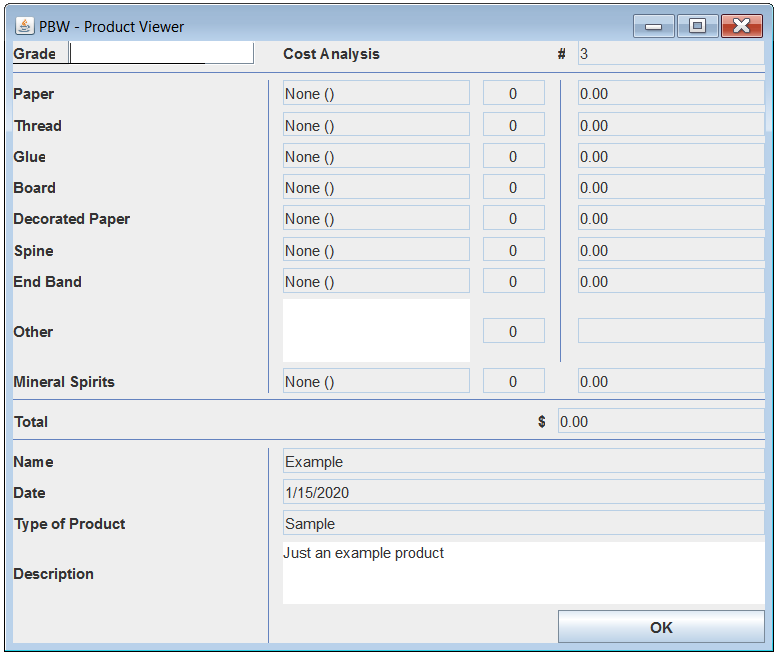 PBW - Product Viewer
Grade Cost Analysis # 3
Paper None () 0 0.00
Thread None () 0 0.00
Glue None () 0 0.00
Board None () 0 0.00
Decorated Paper None () 0 0.00
Spine None () 0 0.00
End Band None () 0 0.00
Other 0
Mineral Spirits None () 0 0.00
Total $ 0.00
Name Example
Date 1/15/2020
Type of Product Sample
Description Just an example product
OK